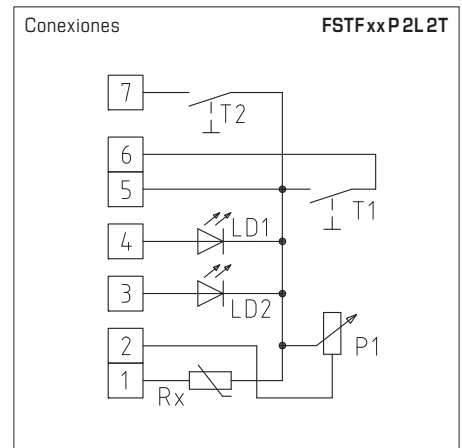 Conexiones FSTFxxP2L2T
7
T2
6
5
T1
4
LD1
3
LD2
2
P1
1
Rx